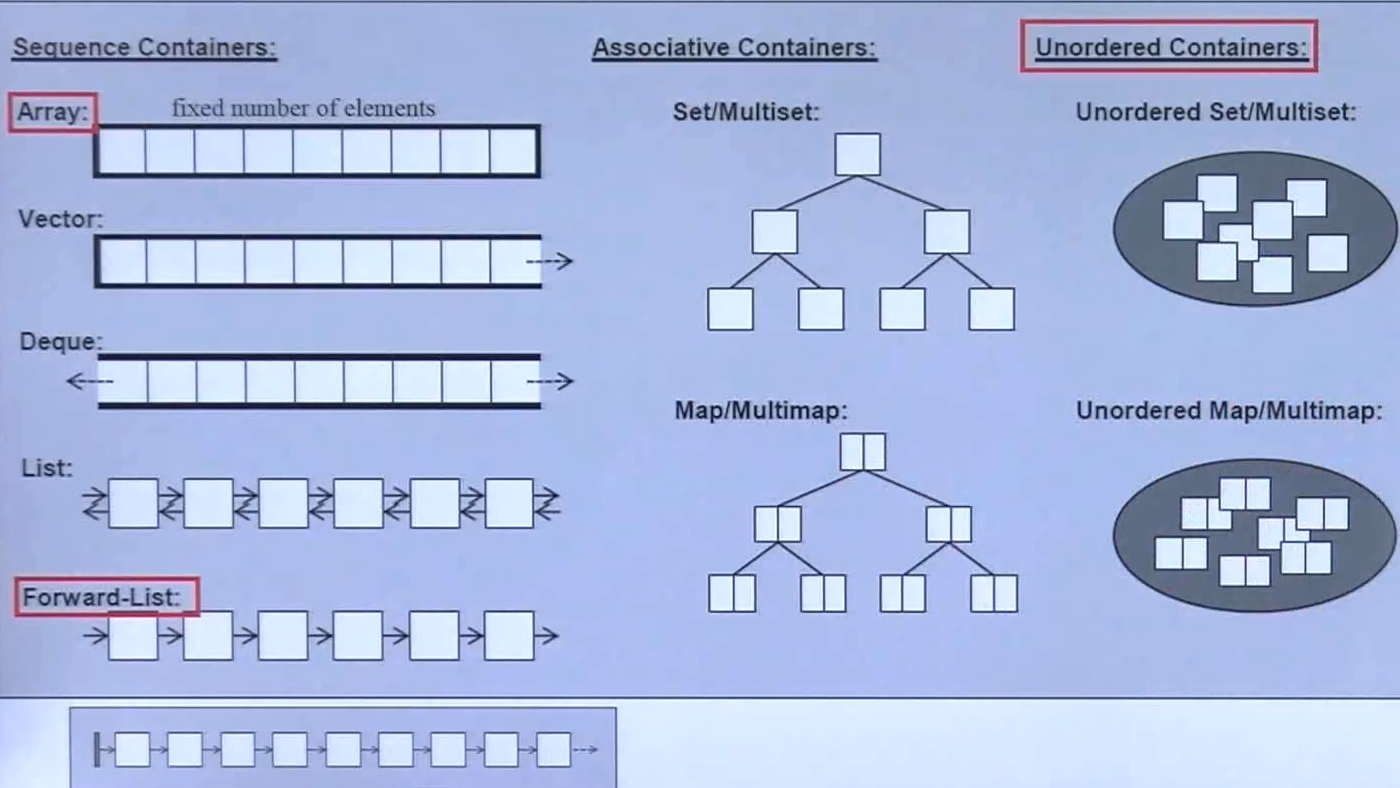 Sequence Containers:
Array:
fixed number of elements
Vector:
Deque:
List:
Forward-List:
Associative Containers:
Set/Multiset:
Map/Multimap:
Unordered Containers:
Unordered Set/Multiset:
Unordered Map/Multimap: